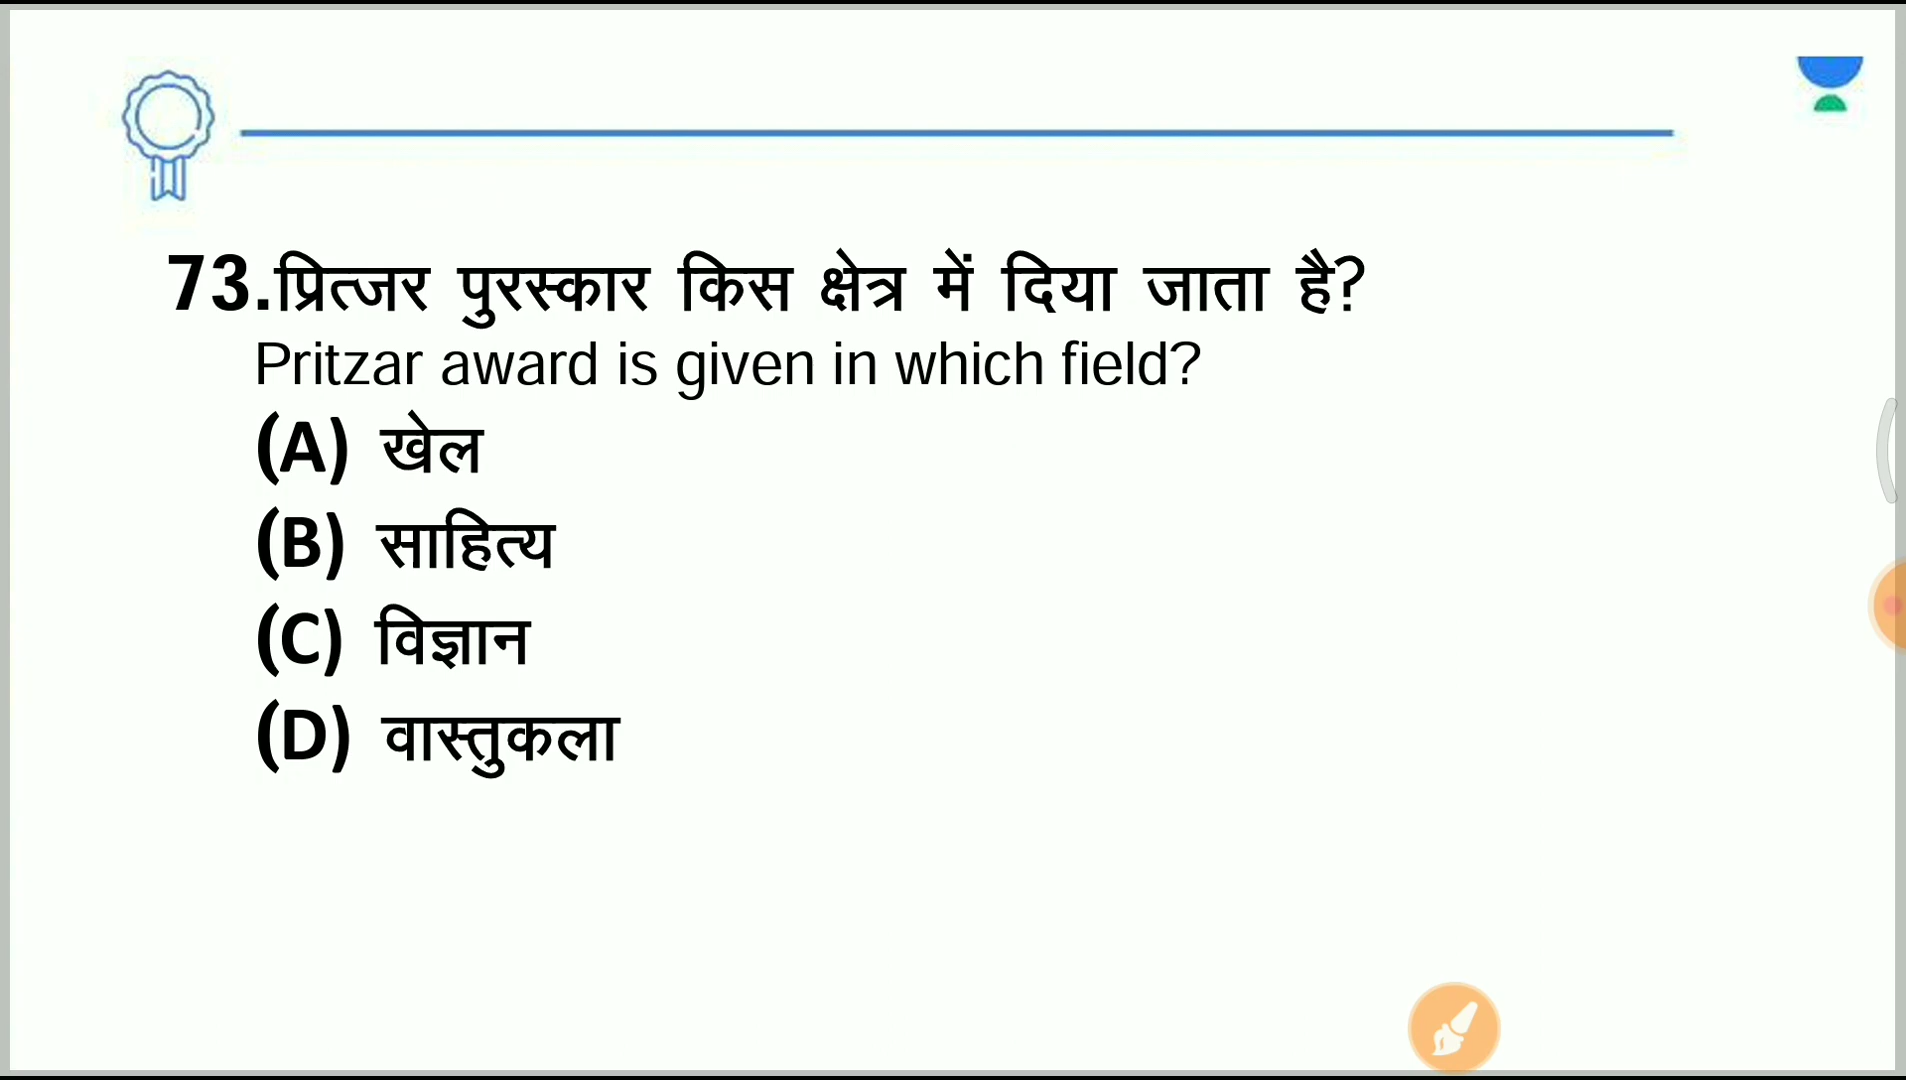 73.प्रित्जर पुरस्कार किस क्षेत्र में दिया जाता है?
Pritzar award is given in which field?
(A) खेल
(B) साहित्य
(C) विज्ञान
(D) वास्तुकला